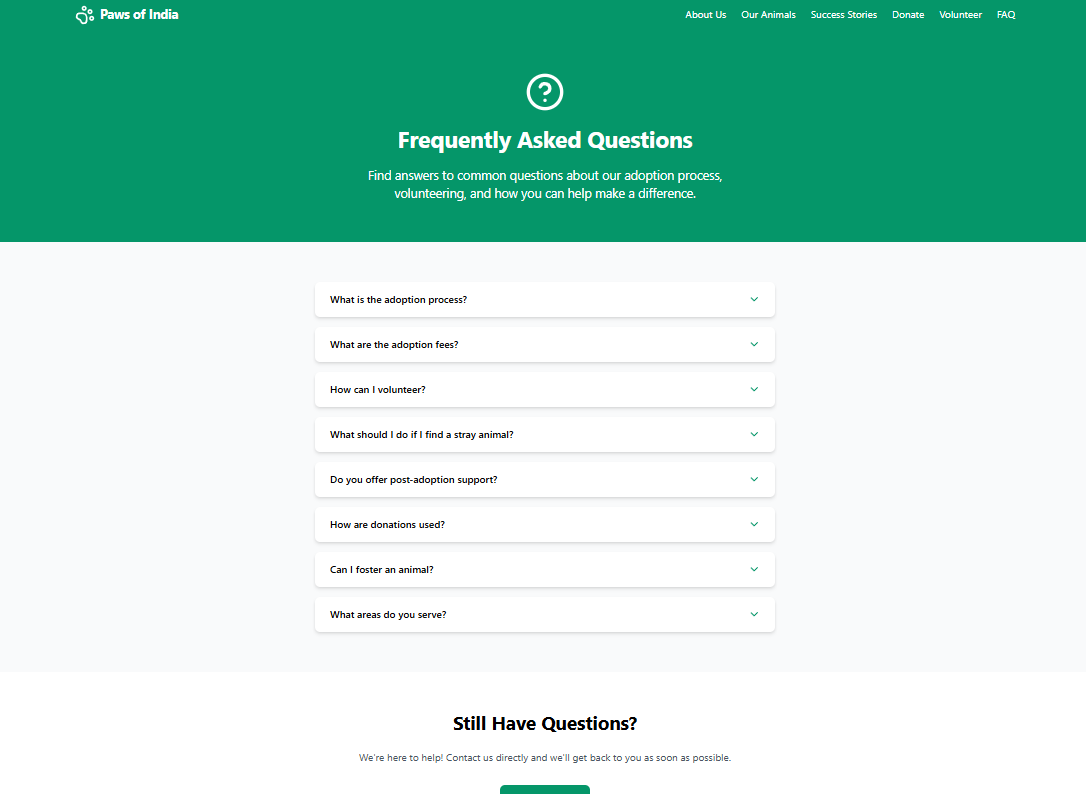 Paws of India
About Us
Our Animals
Success Stories
Donate
Volunteer
FAQ
Frequently Asked Questions
Find answers to common questions about our adoption process,
volunteering, and how you can help make a difference.
What is the adoption process?
What are the adoption fees?
How can I volunteer?
What should I do if I find a stray animal?
Do you offer post-adoption support?
How are donations used?
Can I foster an animal?
What areas do you serve?
Still Have Questions?
We're here to help! Contact us directly and we'll get back to you as soon as possible.